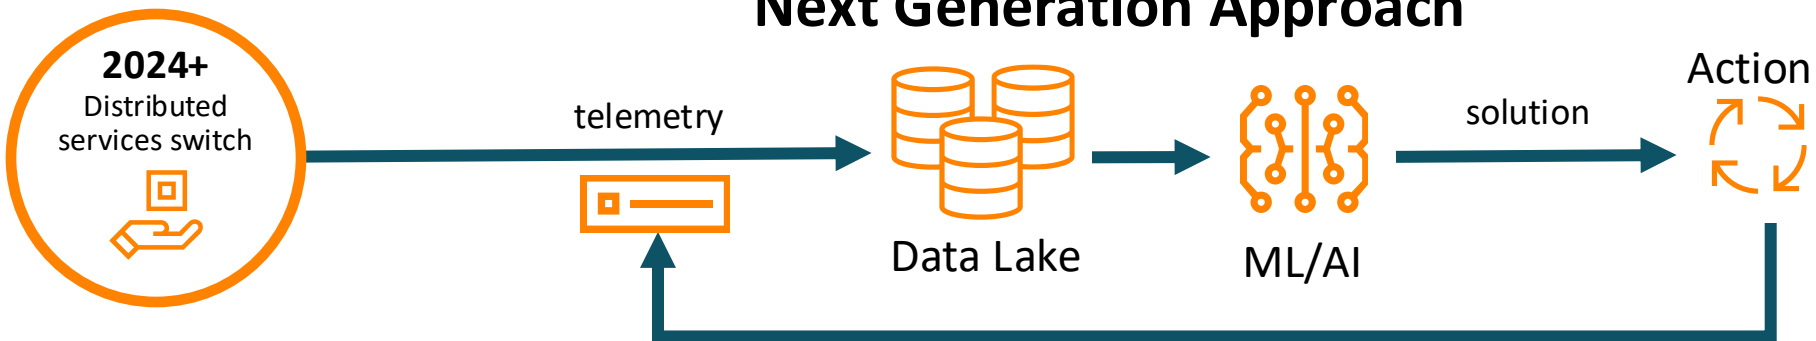 Next Generation Approach
2024+
Distributed
services switch
telemetry
Data Lake
ML/AI
solution
Action